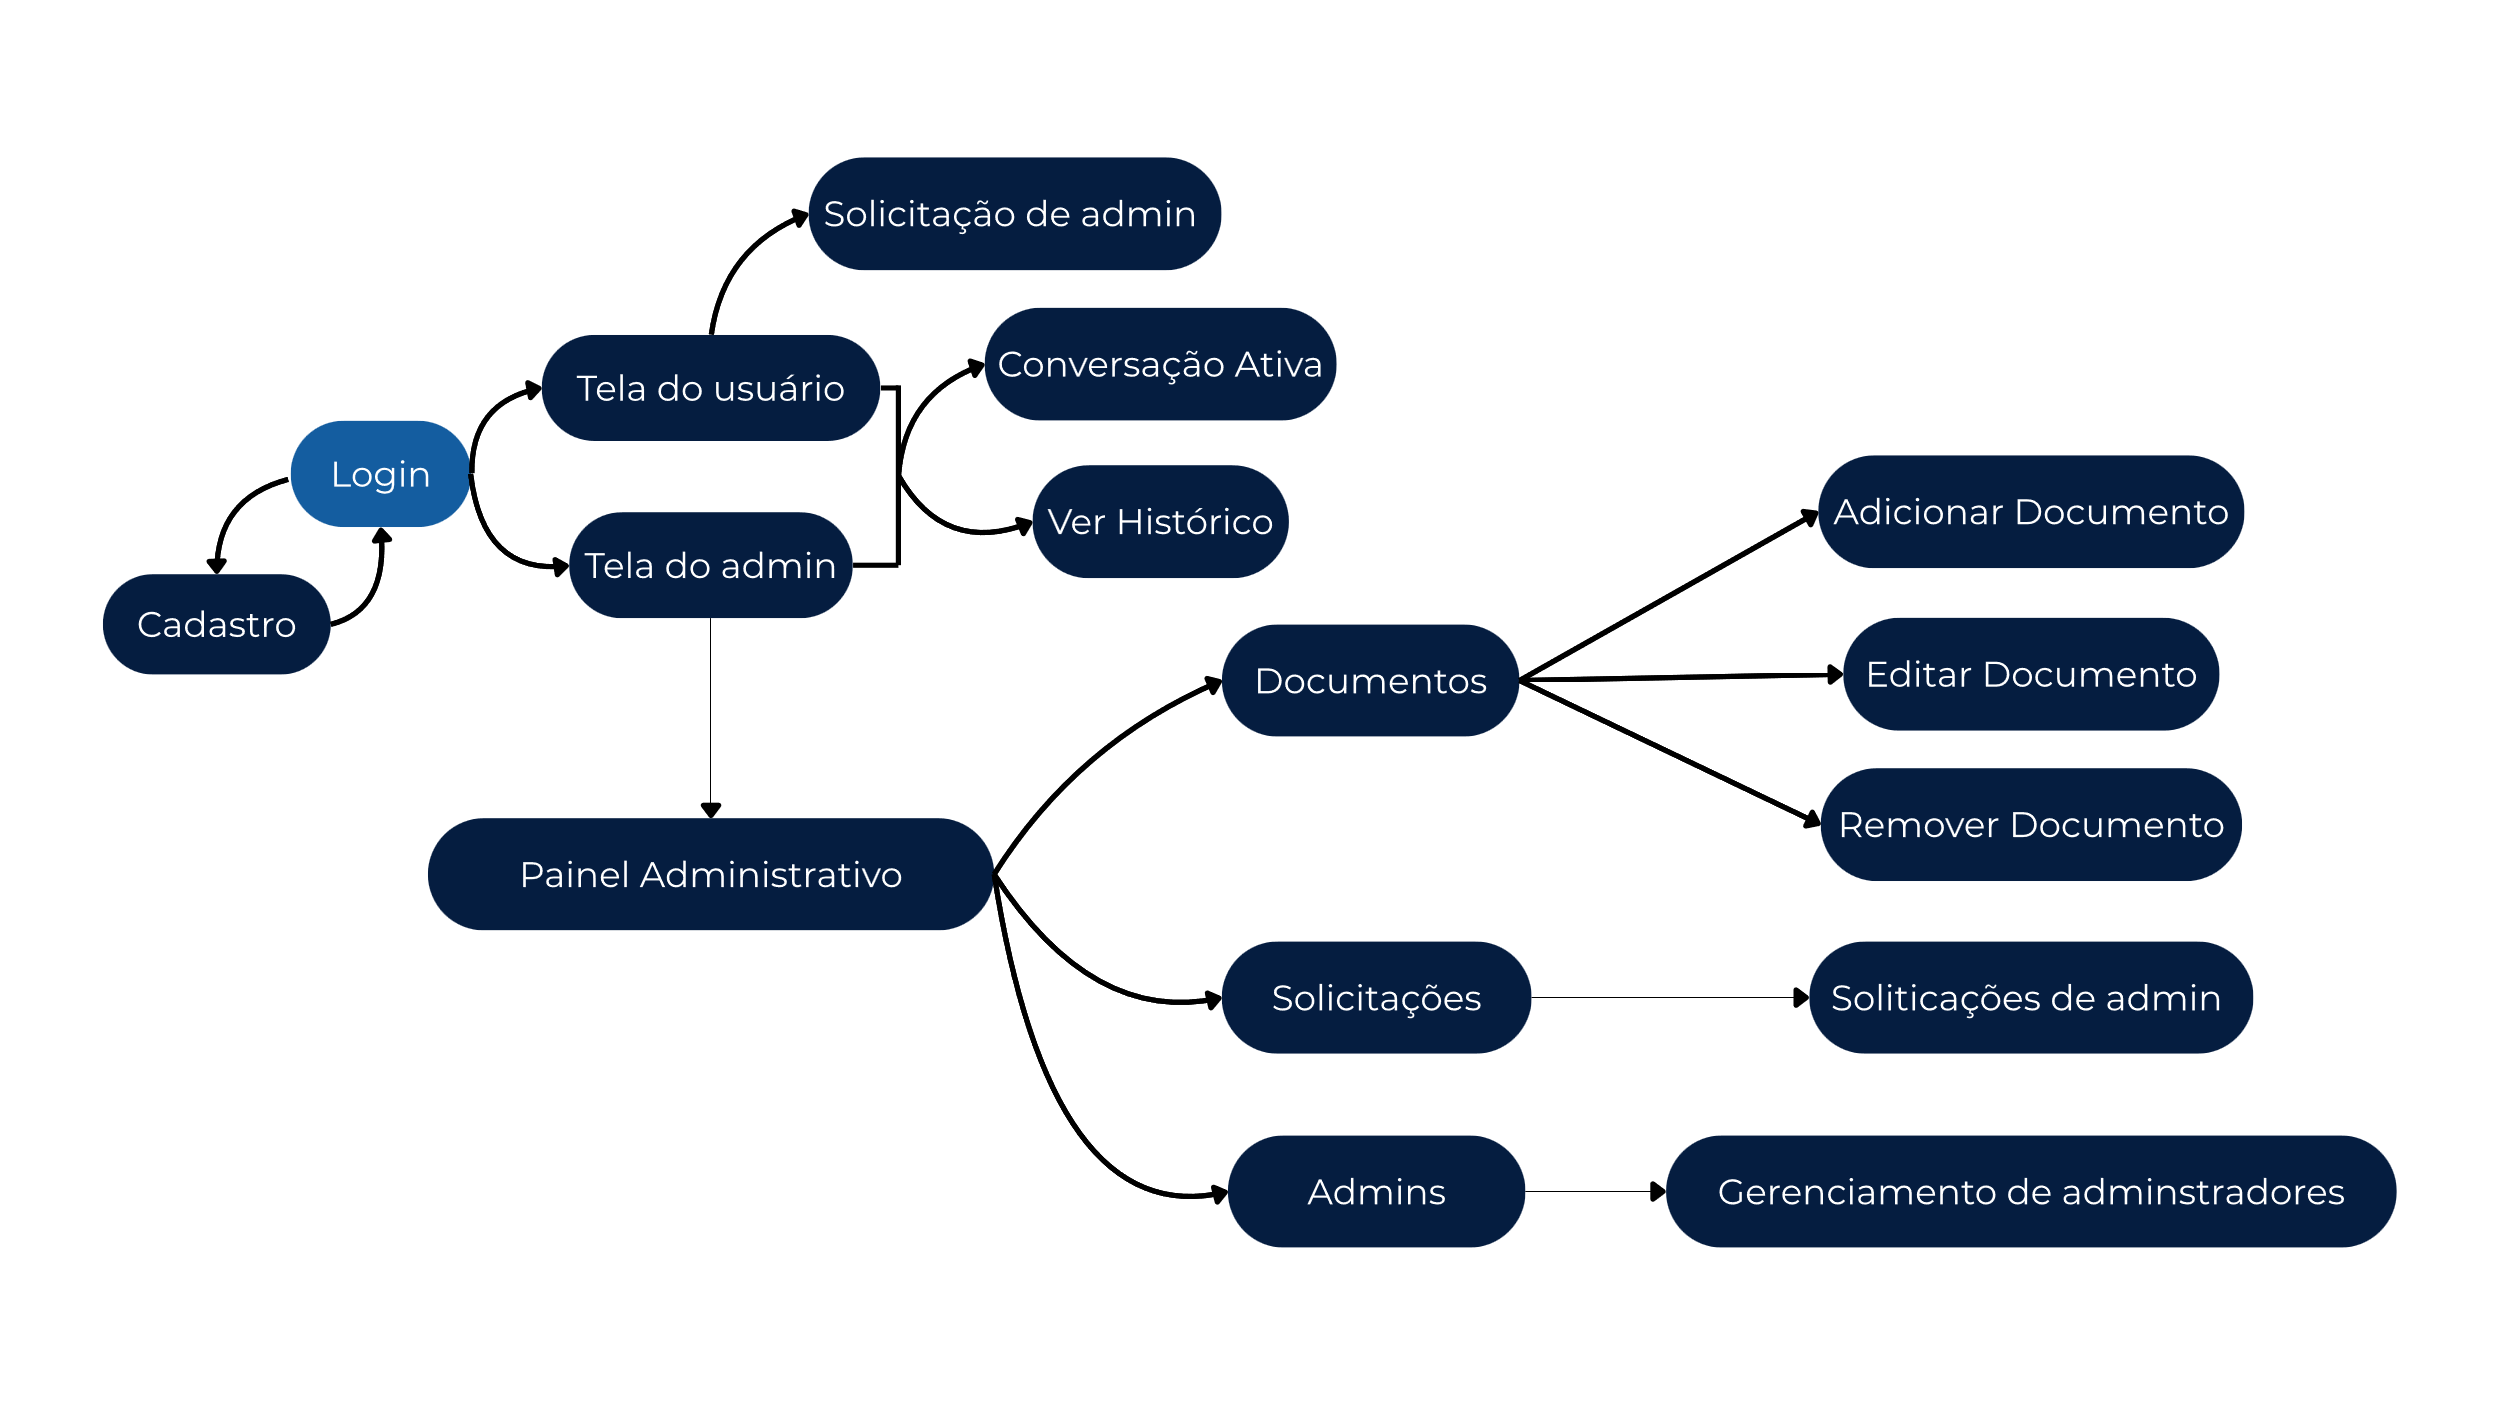 Solicitação de admin
Conversação Ativa
Tela do usuário
Login
Ver Histórico
Adicionar Documento
Tela do admin
Cadastro
Documentos
Editar Documento
Remover Documento
Painel Administrativo
Solicitações
Soliticações de admin
Admins
Gerenciamento de adminstradores